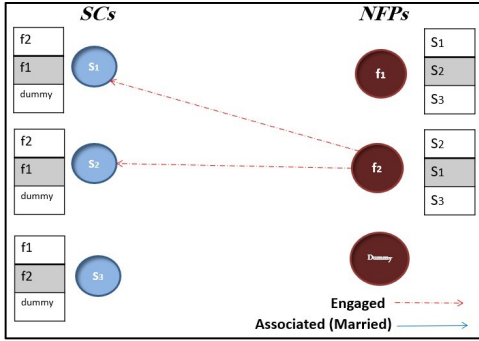 SCs
NFPs
f2
f1
dummy
S1
f1
S1
S2
S3
f2
f1
dummy
S2
f2
S2
S1
S3
f1
f2
dummy
S3
Dummy
Engaged
Associated (Married)